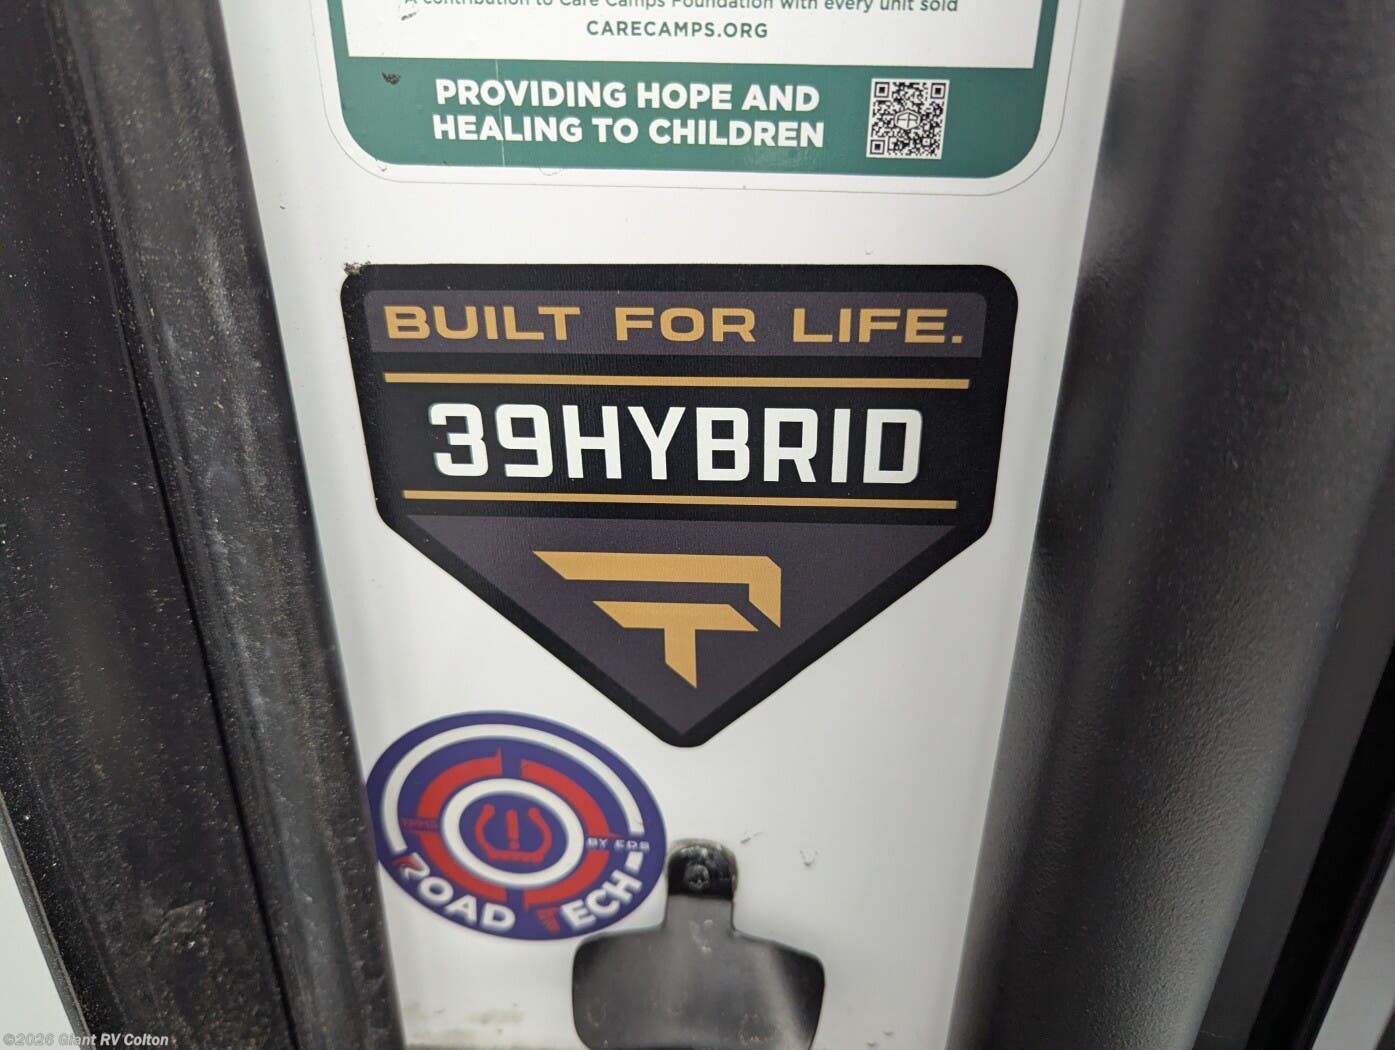 A contribution to Care Camps Foundation with every unit sold
CARECAMPS.ORG
PROVIDING HOPE AND
HEALING TO CHILDREN
BUILT FOR LIFE.
39HYBRID
TPMS
BY EDS
ROAD TECH
©2026 Giant RV Colton